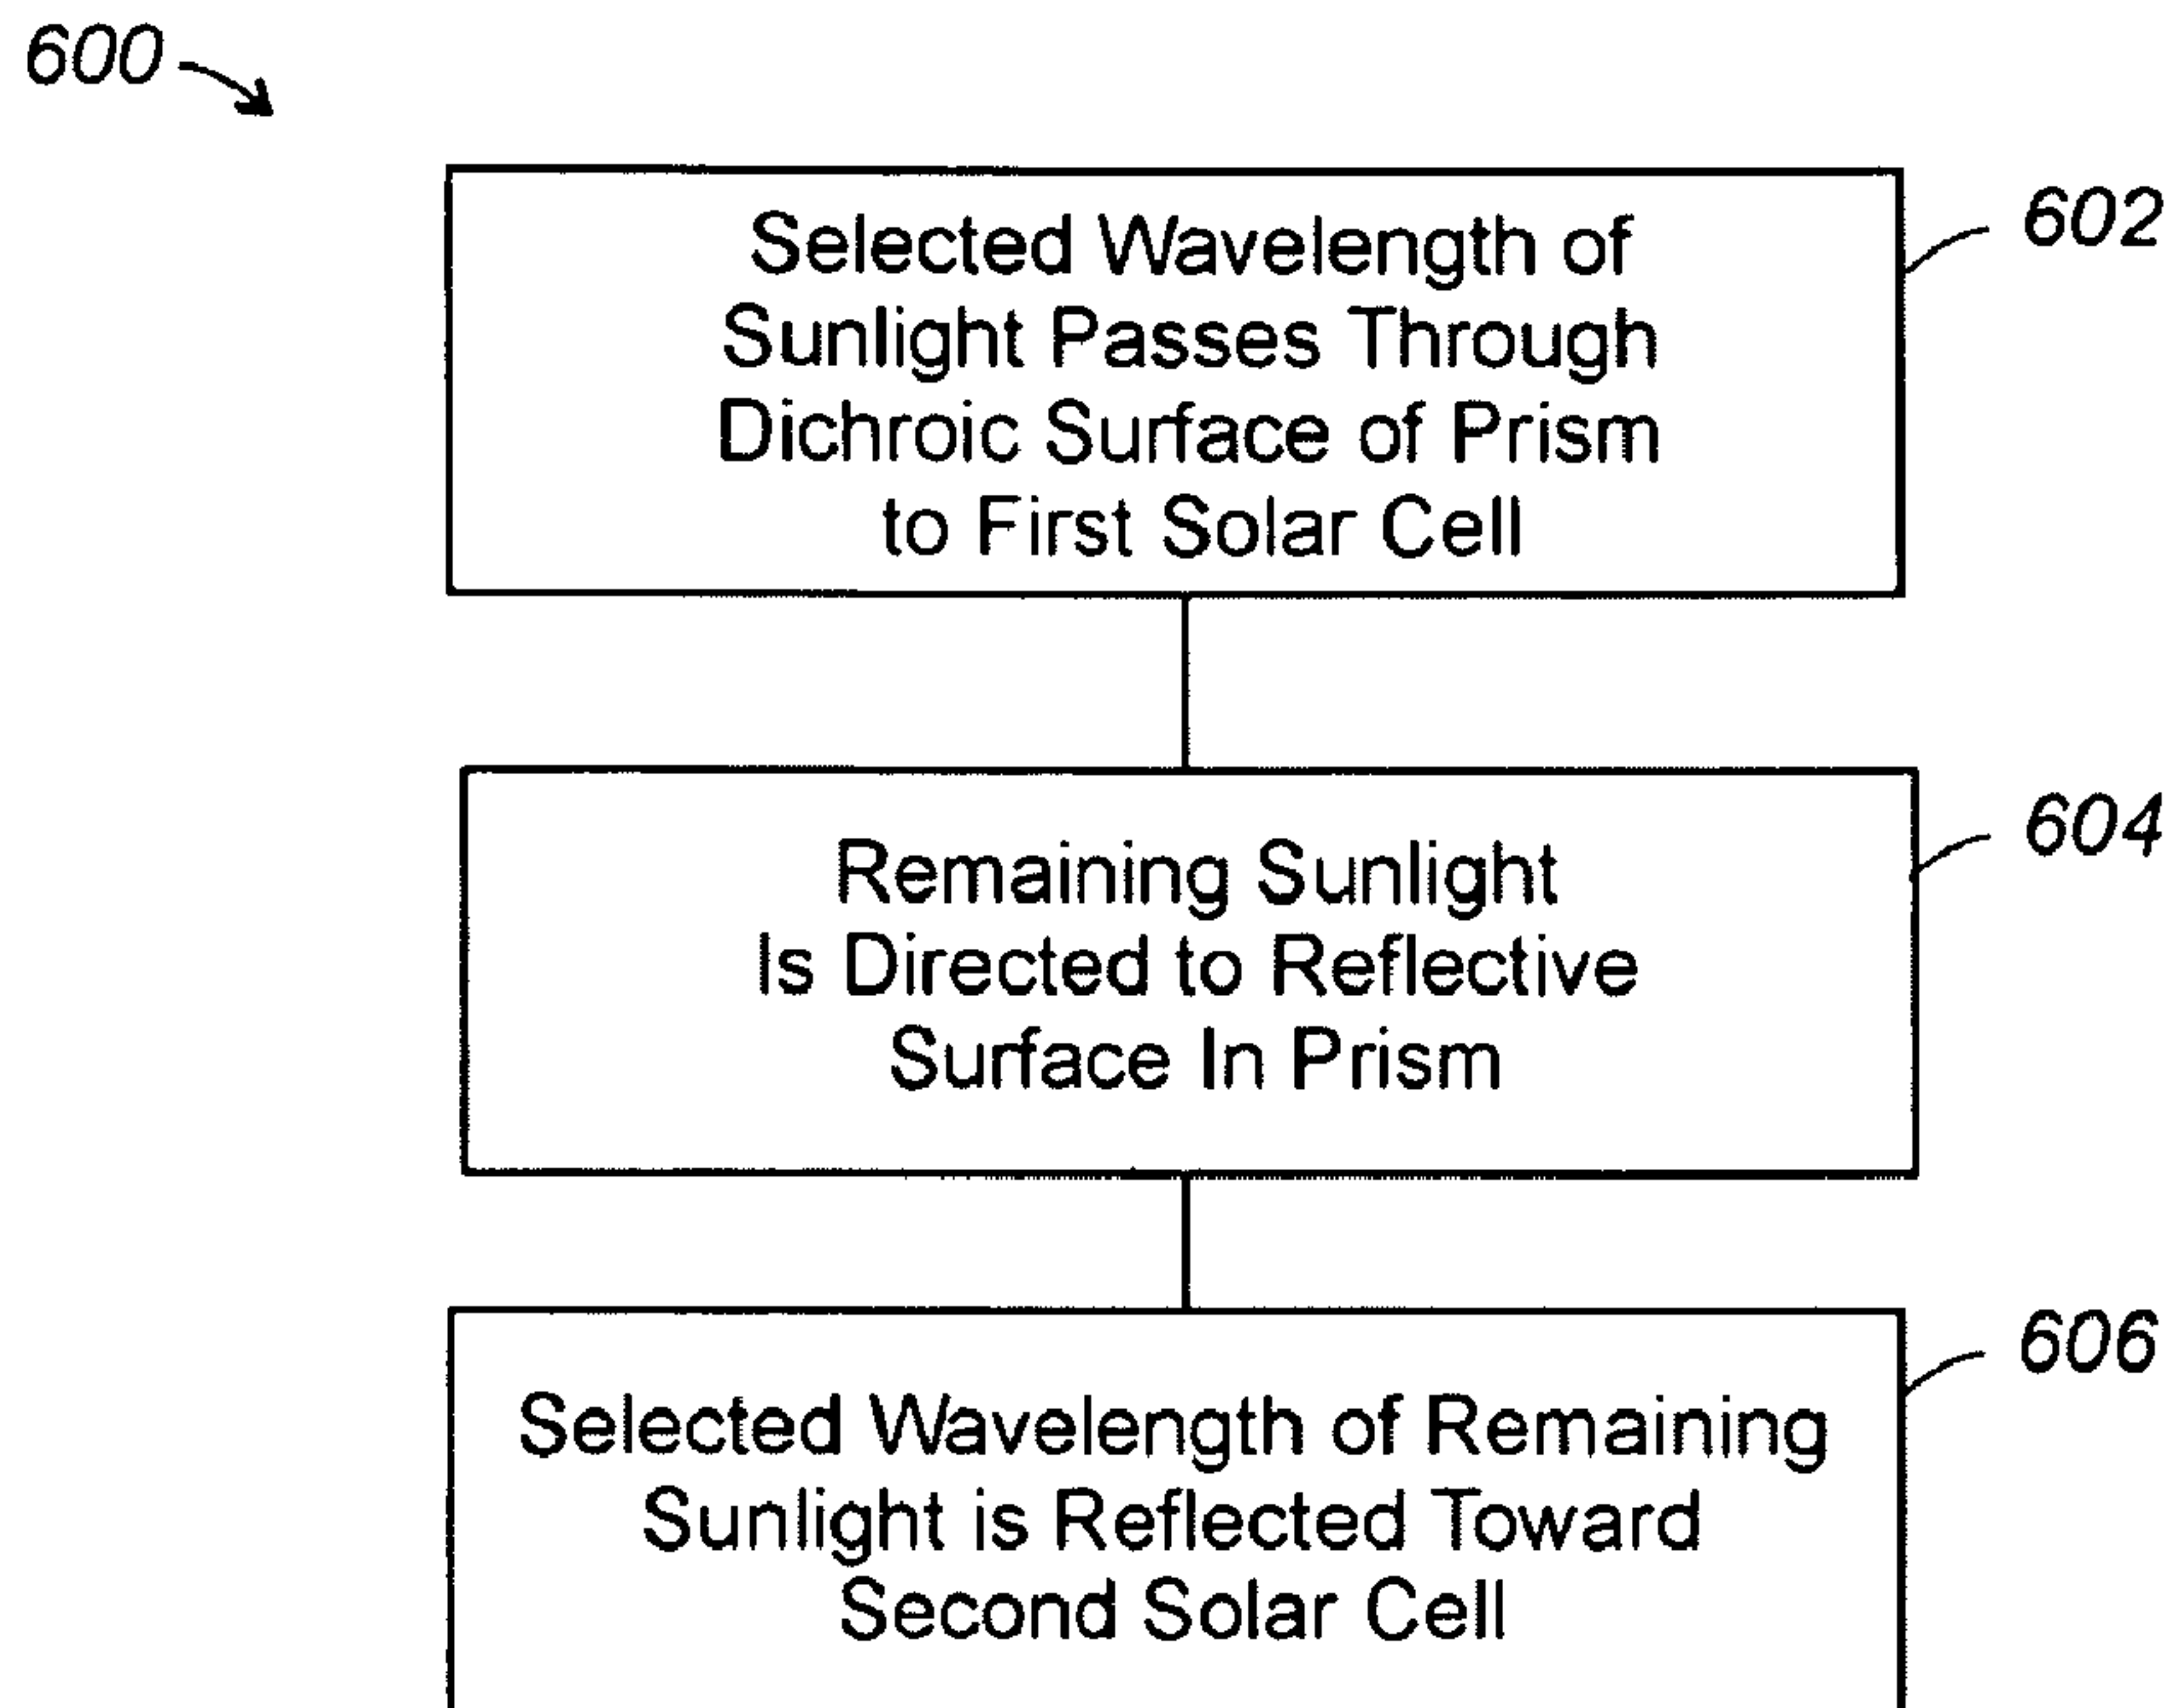 600
Selected Wavelength of
Sunlight Passes Through
Dichroic Surface of Prism
to First Solar Cell
602
Remaining Sunlight
Is Directed to Reflective
Surface In Prism
604
Selected Wavelength of Remaining
Sunlight is Reflected Toward
Second Solar Cell
606